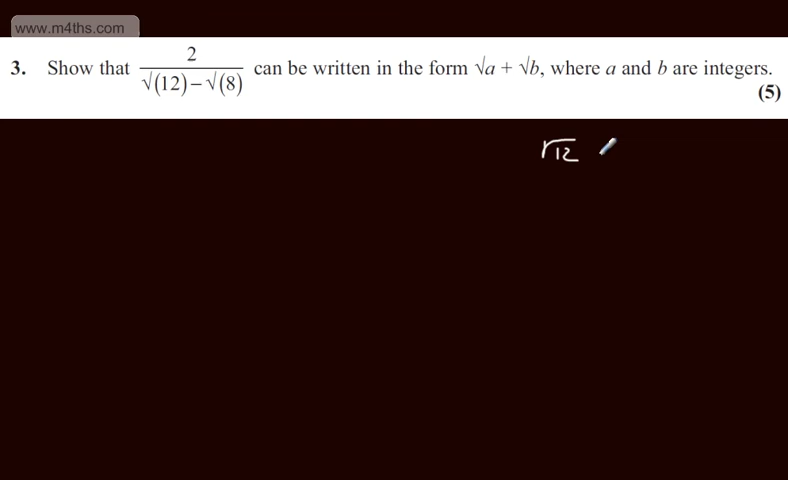 www.m4ths.com
3. Show that 2/(√(12)−√(8)) can be written in the form √a + √b, where a and b are integers.
(5)
√12